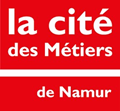 la cité
des Métiers
de Namur